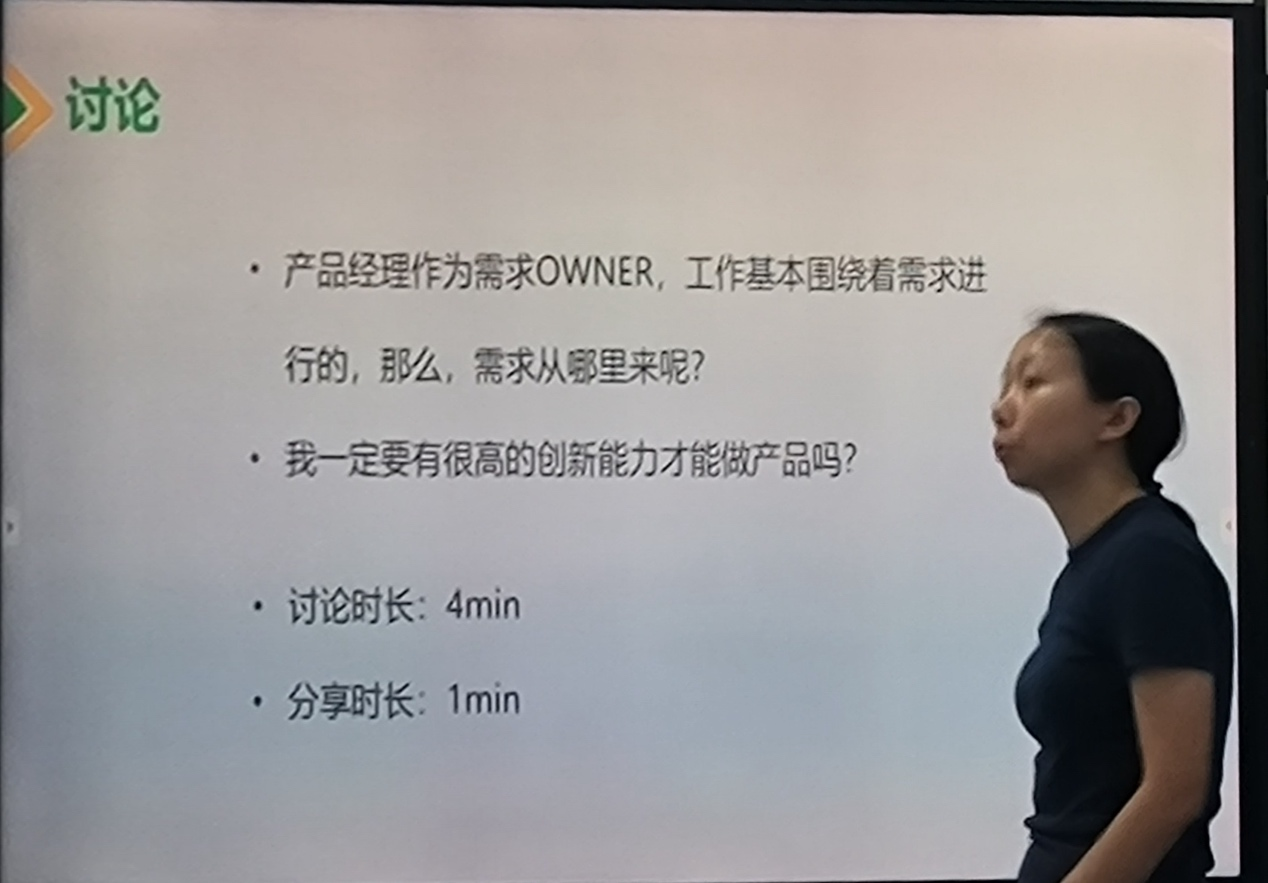 讨论
• 产品经理作为需求OWNER，工作基本围绕着需求进
行的，那么，需求从哪里来呢？
• 我一定要有很高的创新能力才能做产品吗？
• 讨论时长：4min
• 分享时长：1min